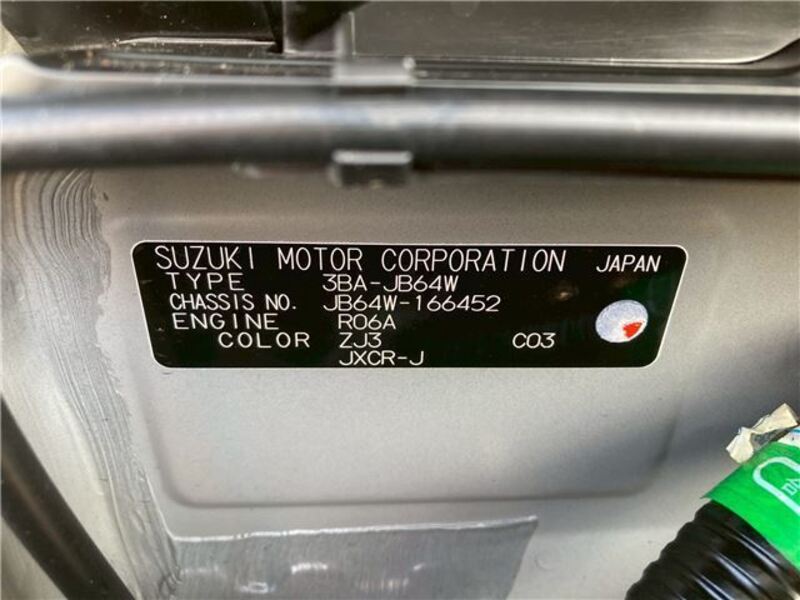 SUZUKI MOTOR CORPORATION JAPAN
TYPE 3BA-JB64W
CHASSIS NO. JB64W-166452
ENGINE R06A
COLOR ZJ3 C03
JXCR-J